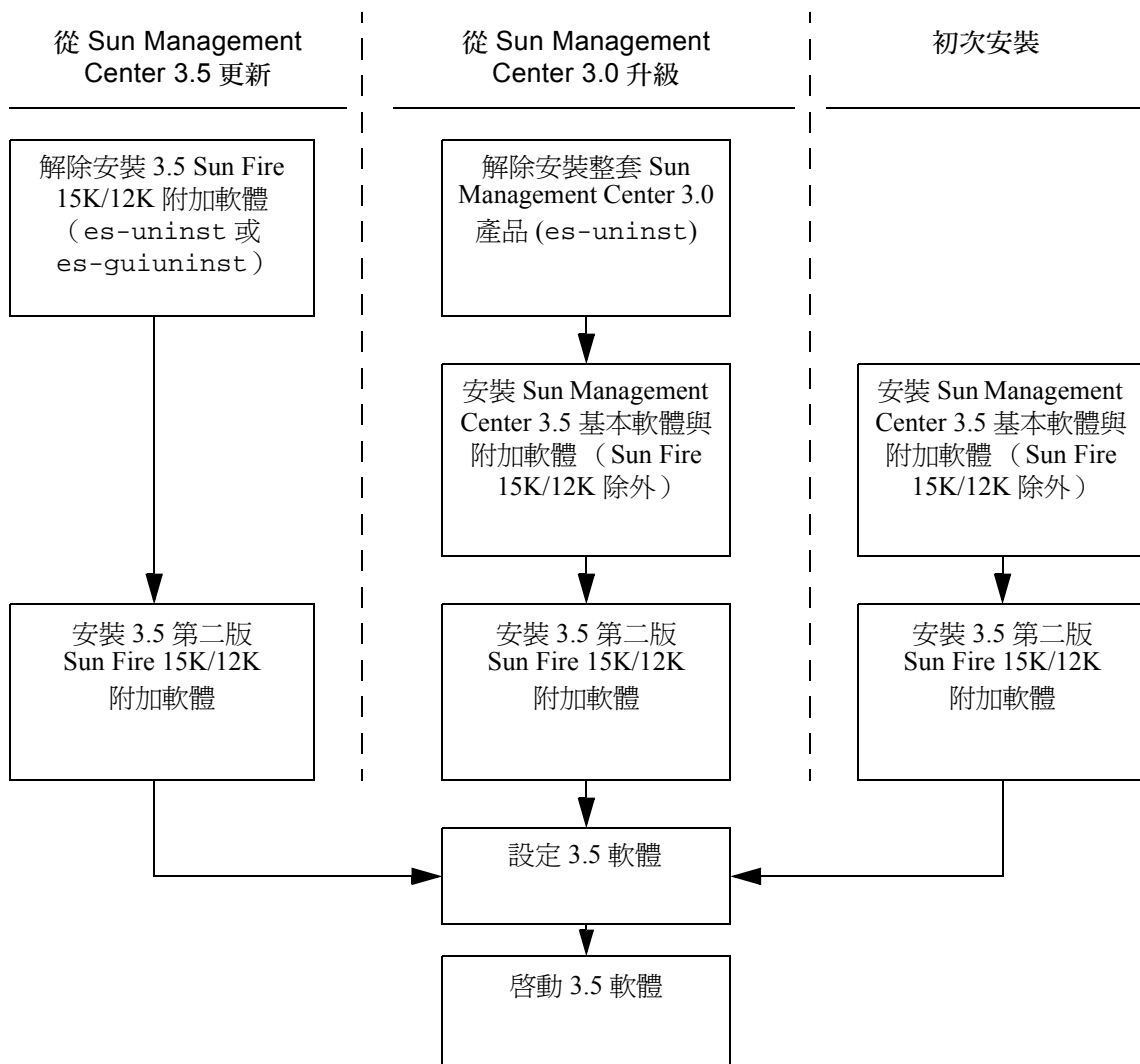 從 Sun Management
Center 3.5 更新
從 Sun Management
Center 3.0 升級
初次安裝
解除安裝 3.5 Sun Fire
15K/12K 附加軟體
（es-uninst 或
es-guiuninst）
解除安裝整套 Sun
Management Center 3.0
產品 (es-uninst)
安裝 Sun Management
Center 3.5 基本軟體與
附加軟體（Sun Fire
15K/12K 除外）
安裝 Sun Management
Center 3.5 基本軟體與
附加軟體（Sun Fire
15K/12K 除外）
安裝 3.5 第二版
Sun Fire 15K/12K
附加軟體
安裝 3.5 第二版
Sun Fire 15K/12K
附加軟體
安裝 3.5 第二版
Sun Fire 15K/12K
附加軟體
設定 3.5 軟體
啓動 3.5 軟體